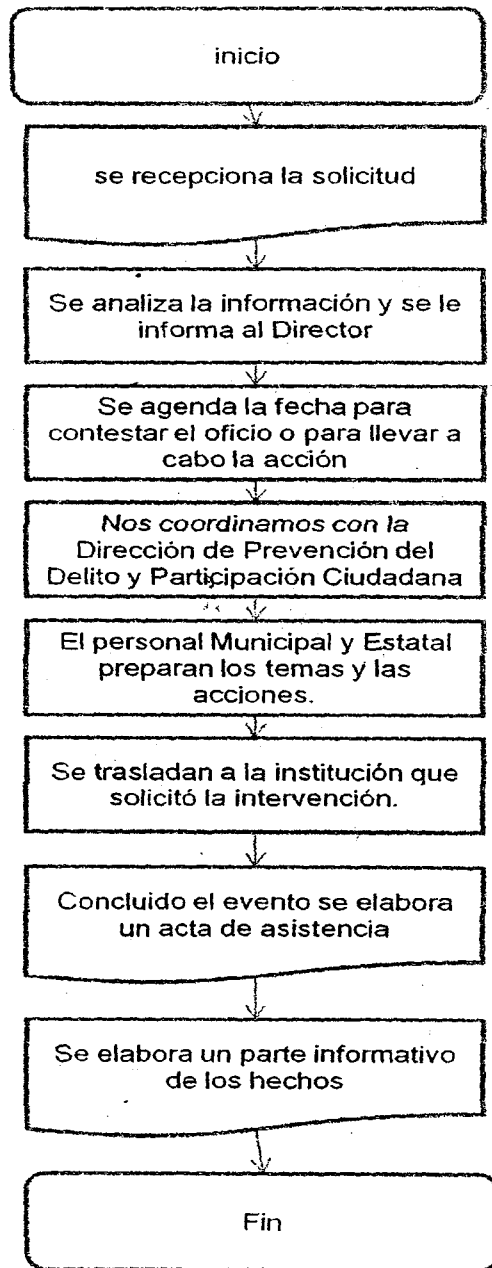 inicio
se recepciona la solicitud
Se analiza la información y se le
informa al Director
Se agenda la fecha para
contestar el oficio o para llevar a
cabo la acción
Nos coordinamos con la
Dirección de Prevención del
Delito y Participación Ciudadana
El personal Municipal y Estatal
preparan los temas y las
acciones.
Se trasladan a la institución que
solicitó la intervención.
Concluido el evento se elabora
un acta de asistencia
Se elabora un parte informativo
de los hechos
Fin